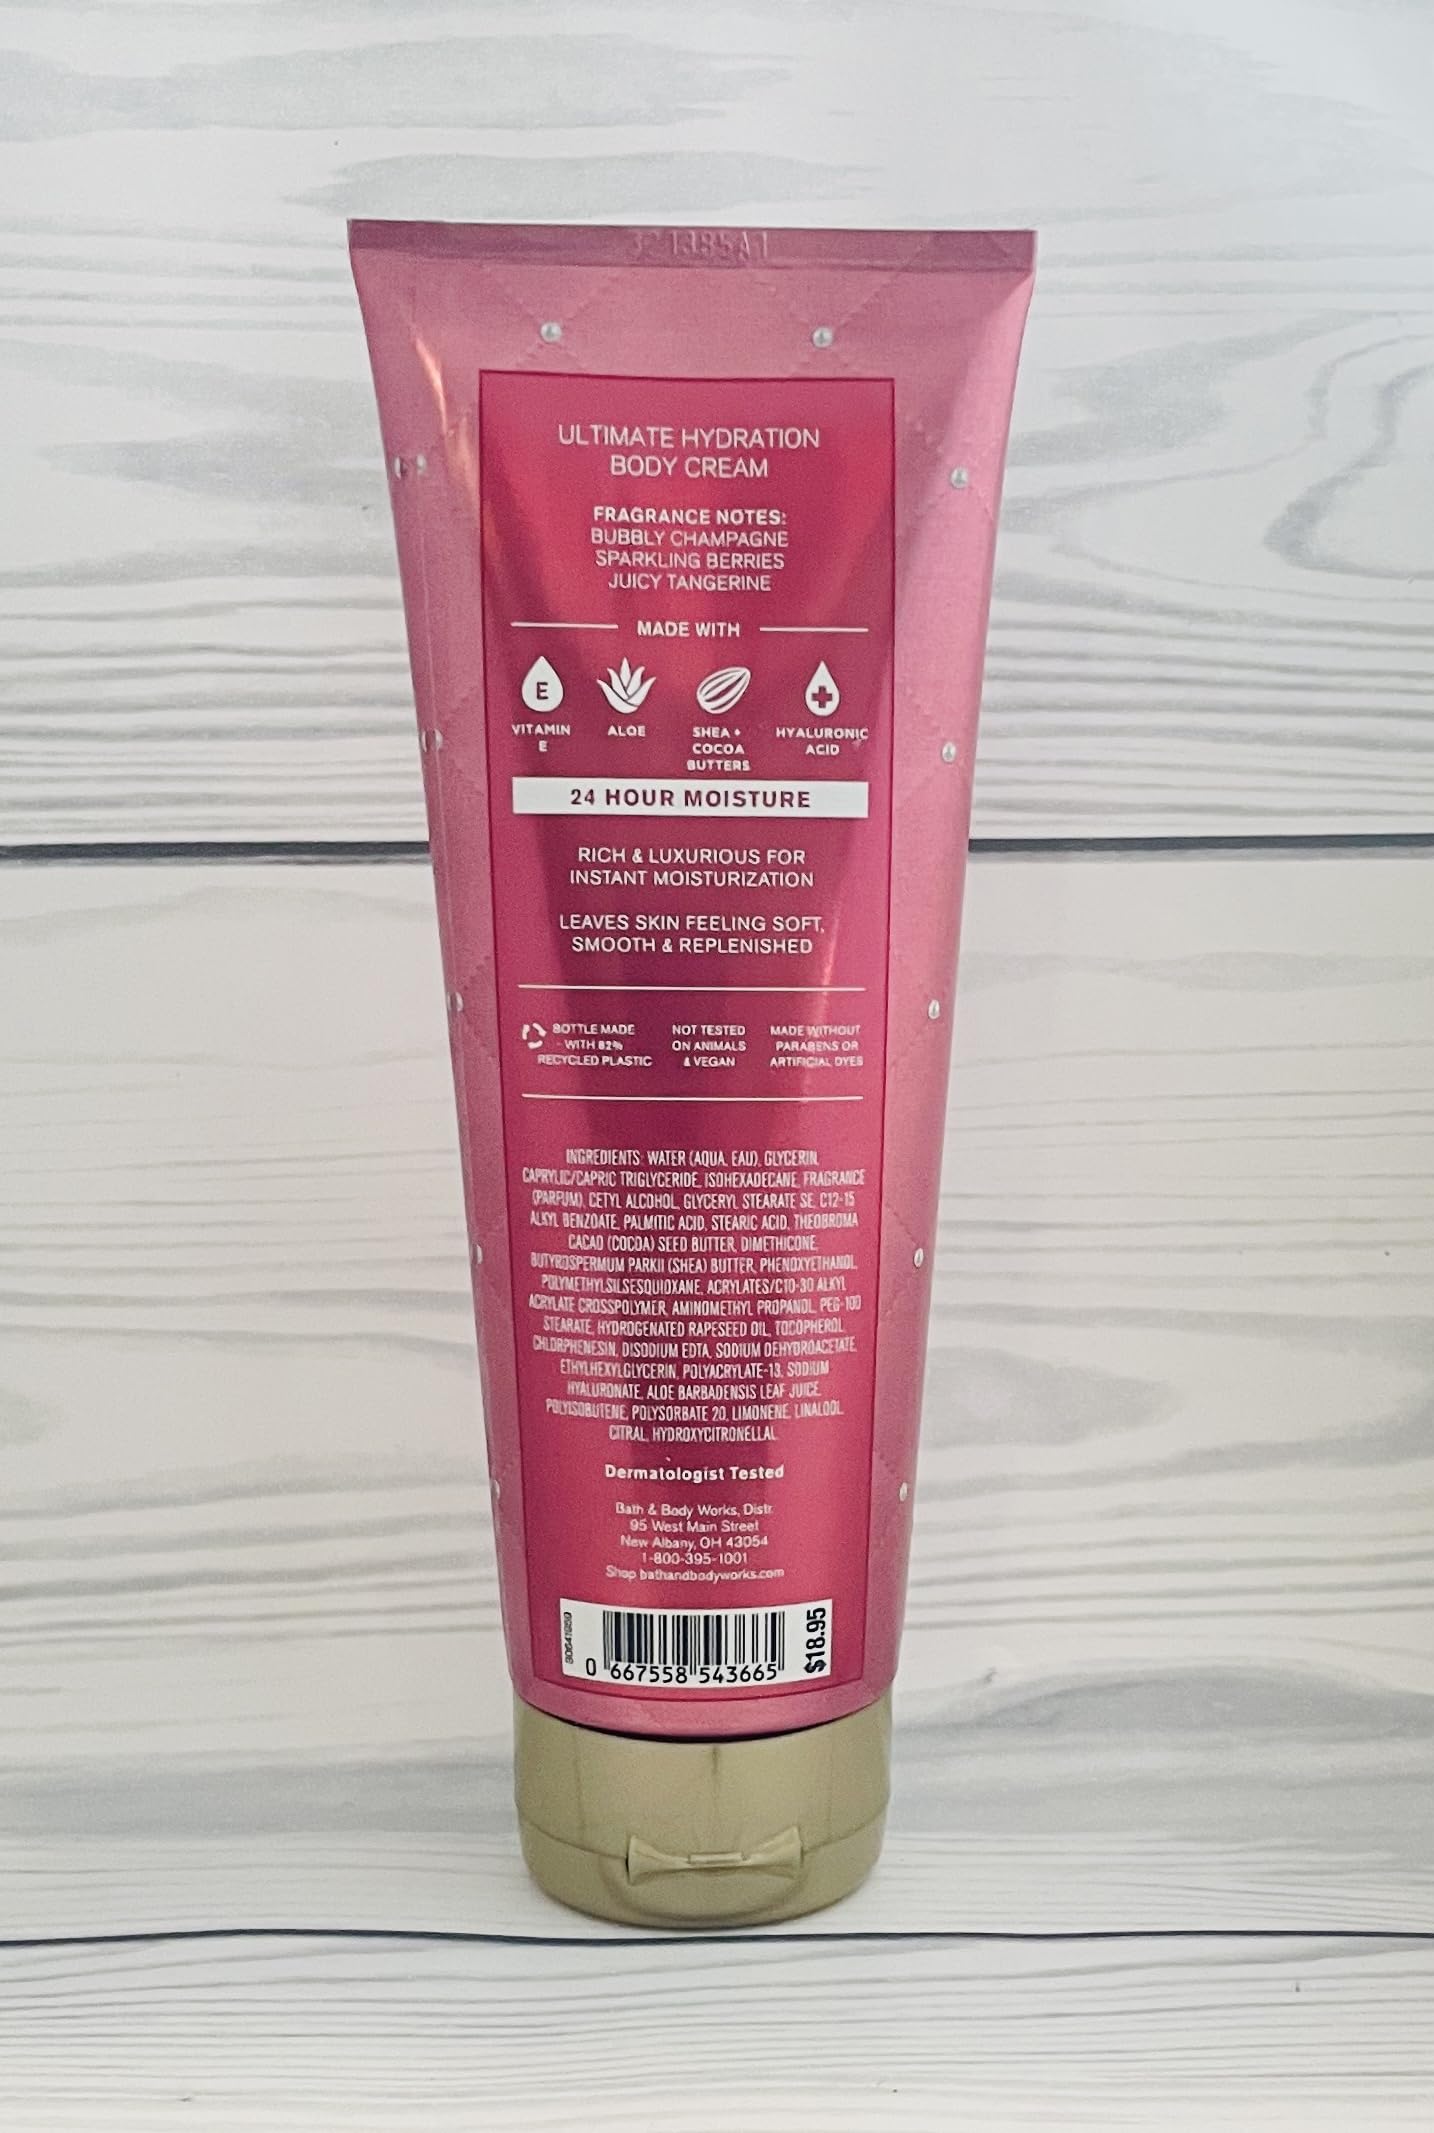 ULTIMATE HYDRATION
BODY CREAM
FRAGRANCE NOTES:
BUBBLY CHAMPAGNE
SPARKLING BERRIES
JUICY TANGERINE
MADE WITH
E
VITAMIN
E
ALOE
SHEA +
COCOA
BUTTERS
HYALURONIC
ACID
24 HOUR MOISTURE
RICH & LUXURIOUS FOR
INSTANT MOISTURIZATION
LEAVES SKIN FEELING SOFT,
SMOOTH & REPLENISHED
BOTTLE MADE
WITH 82%
RECYCLED PLASTIC
NOT TESTED
ON ANIMALS
& VEGAN
MADE WITHOUT
PARABENS OR
ARTIFICIAL DYES
INGREDIENTS: WATER (AQUA, EAU), GLYCERIN,
CAPRYLIC/CAPRIC TRIGLYCERIDE, ISOHEXADECANE, FRAGRANCE
(PARFUM), CETYL ALCOHOL, GLYCERYL STEARATE SE, C12-15
ALKYL BENZOATE, PALMITIC ACID, STEARIC ACID, THEOBROMA
CACAO (COCOA) SEED BUTTER, DIMETHICONE,
BUTYROSPERMUM PARKII (SHEA) BUTTER, PHENOXYETHANOL,
POLYMETHYLSILSESQUIOXANE, ACRYLATES/C10-30 ALKYL
ACRYLATE CROSSPOLYMER, AMINOMETHYL PROPANOL, PEG-100
STEARATE, HYDROGENATED RAPESEED OIL, TOCOPHEROL,
CHLORPHENESIN, DISODIUM EDTA, SODIUM DEHYDROACETATE,
ETHYLHEXYLGLYCERIN, POLYACRYLATE-13, SODIUM
HYALURONATE, ALOE BARBADENSIS LEAF JUICE,
POLYISOBUTENE, POLYSORBATE 20, LIMONENE, LINALOOL,
CITRAL, HYDROXYCITRONELLAL
Dermatologist Tested
Bath & Body Works, Distr.
95 West Main Street
New Albany, OH 43054
1-800-395-1001
Shop bathandbodyworks.com
0 667558 543665
$18.95